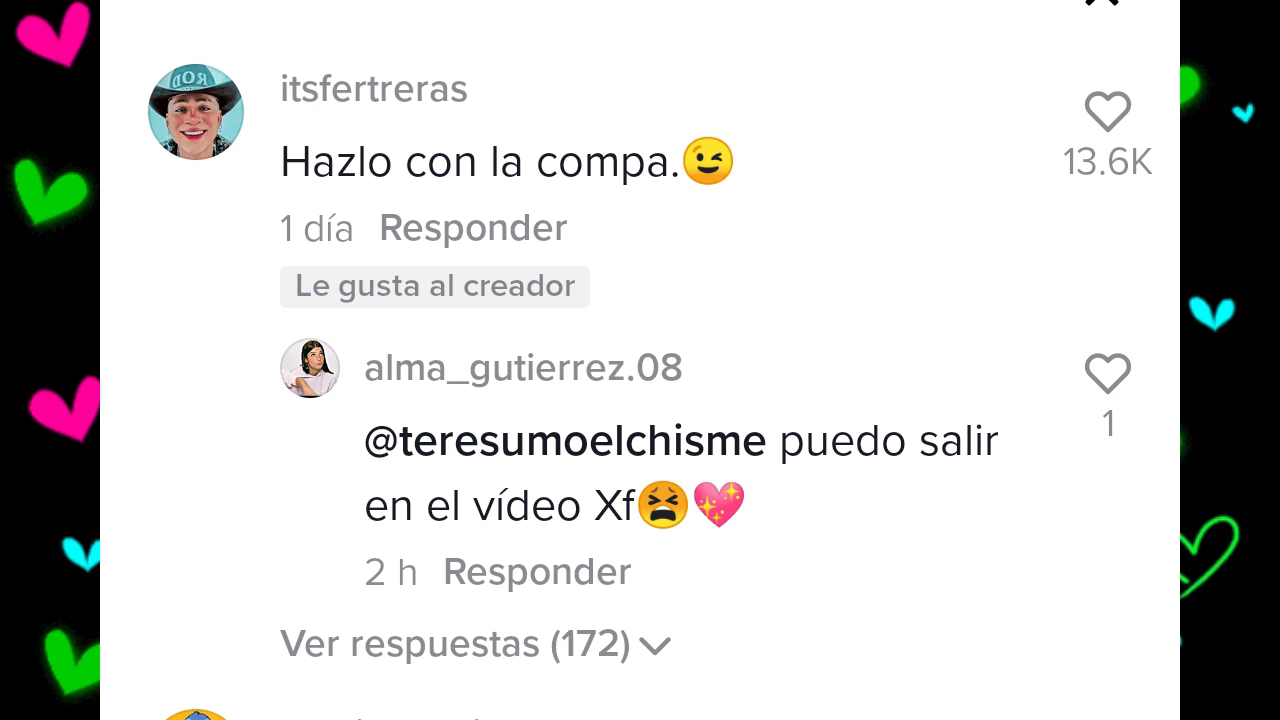 itsfertreras
Hazlo con la compa.😉
13.6K
1 día Responder
Le gusta al creador
alma_gutierrez.08
@teresumoelchisme puedo salir
en el vídeo Xf😫💖
1
2 h Responder
Ver respuestas (172)